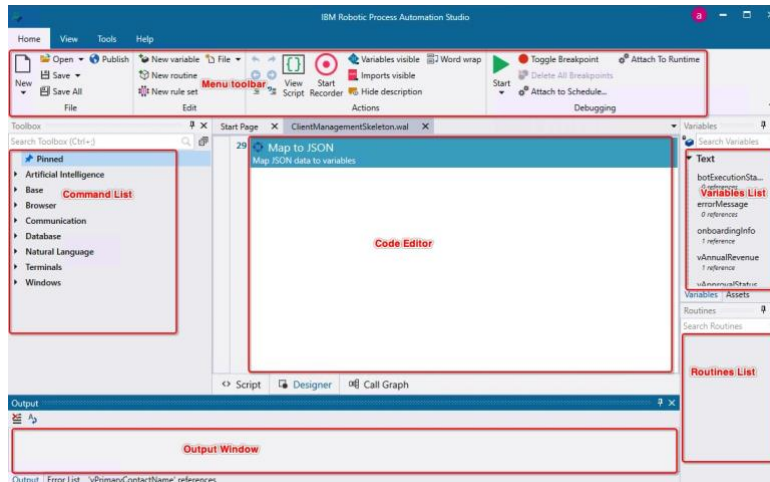 IBM Robotic Process Automation Studio
a
Home View Tools Help
New
Open
Save
Save All
Publish
File
New variable
File
New routine
New rule set
Edit
Menu toolbar
View Script
Start Recorder
Variables visible
Word wrap
Imports visible
Hide description
Actions
Start
Toggle Breakpoint
Attach To Runtime
Delete All Breakpoints
Attach to Schedule...
Debugging
Toolbox
Search Toolbox (Ctrl+;)
Pinned
Artificial Intelligence
Base
Browser
Communication
Database
Natural Language
Terminals
Windows
Command List
Start Page X ClientManagementSkeleton.wal X
29 Map to JSON
Map JSON data to variables
Code Editor
Script Designer Call Graph
Variables
Search Variables
Text
botExecutionSta...
0 references
Variables List
errorMessage
0 references
onboardingInfo
1 reference
vAnnualRevenue
1 reference
vApprovalStatus
Variables Assets
Routines
Search Routines
Routines List
Output
Output Window
Output Error List 'vPrimaryContactName' references